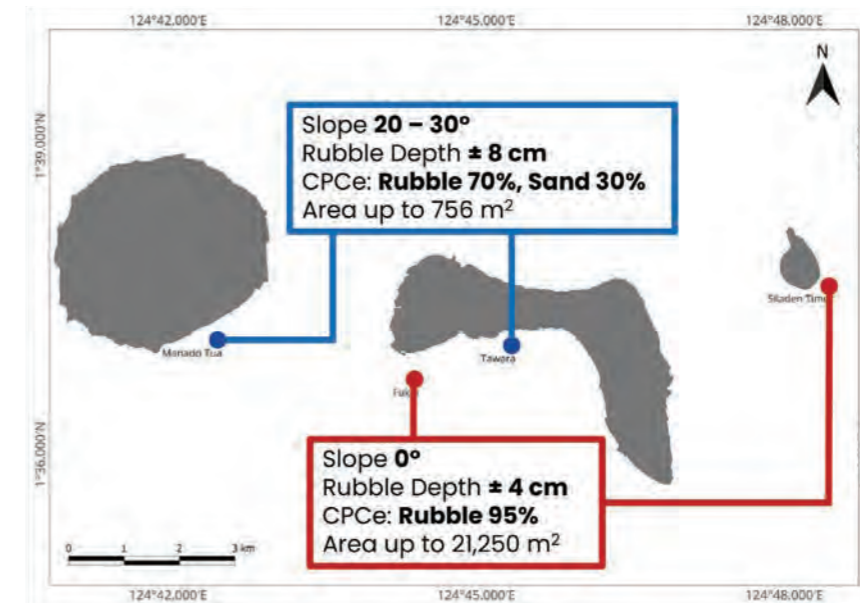 124°42.000'E 124°45.000'E 124°48.000'E
N
1°39.000'N
Slope 20 – 30°
Rubble Depth ± 8 cm
CPCe: Rubble 70%, Sand 30%
Area up to 756 m²
Manado Tua
Tawara
Siladen
1°36.000'N
Slope 0°
Rubble Depth ± 4 cm
CPCe: Rubble 95%
Area up to 21,250 m²
0 1 2 3 km
124°42.000'E 124°45.000'E 124°48.000'E